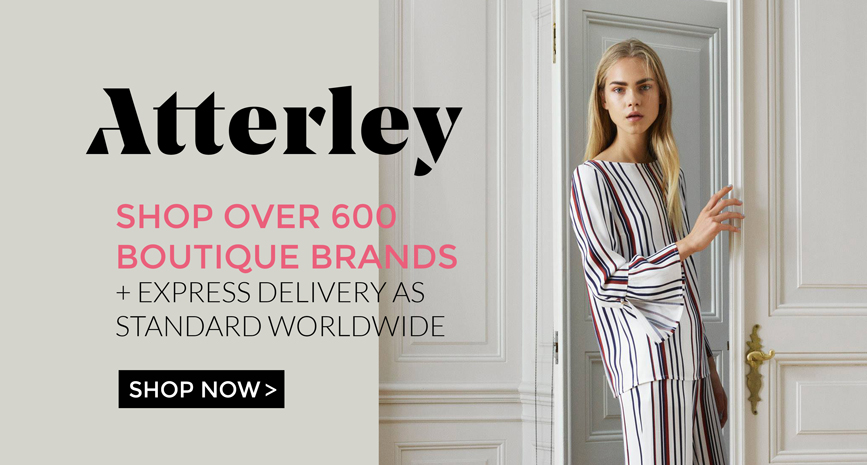 Atterley
SHOP OVER 600
BOUTIQUE BRANDS
+ EXPRESS DELIVERY AS
STANDARD WORLDWIDE
SHOP NOW >